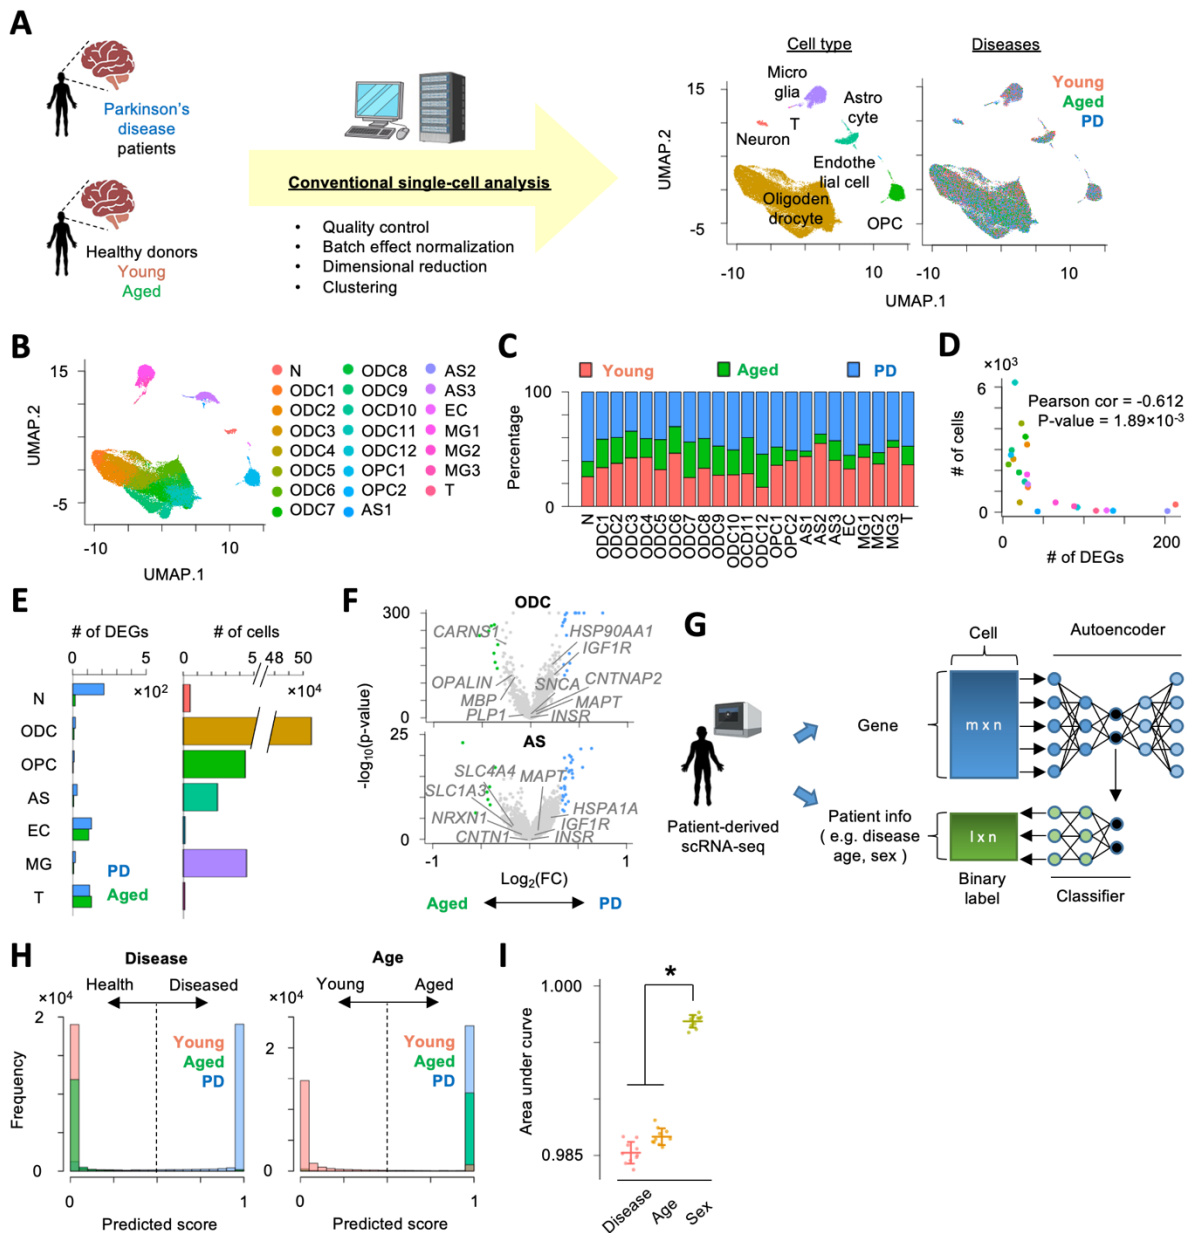 A
Parkinson's
disease
patients
Healthy donors
Young
Aged
Conventional single-cell analysis
• Quality control
• Batch effect normalization
• Dimensional reduction
• Clustering
Cell type
Diseases
UMAP.2
15
-5
Micro
glia
T
Neuron
Astro
cyte
Endothe
lial cell
Oligoden
drocyte
OPC
Young
Aged
PD
-10
10
-10
10
UMAP.1
B
UMAP.2
15
-5
-10
10
UMAP.1
N
ODC1
ODC2
ODC3
ODC4
ODC5
ODC6
ODC7
ODC8
ODC9
OCD10
ODC11
ODC12
OPC1
OPC2
AS1
AS2
AS3
EC
MG1
MG2
MG3
T
C
Young
Aged
PD
Percentage
100
60
0
N
ODC1
ODC2
ODC3
ODC4
ODC5
ODC6
ODC7
ODC8
ODC9
ODC10
OCD11
ODC12
OPC1
OPC2
AS1
AS2
AS3
EC
MG1
MG2
MG3
T
D
×10³
# of cells
6
3
0
Pearson cor = -0.612
P-value = 1.89×10⁻³
0
100
200
# of DEGs
E
# of DEGs
# of cells
0
5
0
5
48
50
×10²
×10⁴
N
ODC
OPC
AS
EC
MG
T
PD
Aged
F
ODC
300
0
CARNS1
HSP90AA1
IGF1R
OPALIN
SNCA
CNTNAP2
MBP
MAPT
PLP1
INSR
-log₁₀(p-value)
AS
25
0
SLC4A4
MAPT
SLC1A3
NRXN1
HSPA1A
IGF1R
CNTN1
INSR
-1
0
1
Log₂(FC)
Aged
PD
G
Patient-derived
scRNA-seq
Cell
Autoencoder
Gene
m x n
Patient info
( e.g. disease
age, sex )
l x n
Binary
label
Classifier
H
Disease
Health
Diseased
×10⁴
Frequency
2
0
Young
Aged
PD
0
1
Predicted score
Age
Young
Aged
×10⁴
2
0
Young
Aged
PD
0
1
Predicted score
I
Area under curve
1.000
0.985
*
Disease
Age
Sex